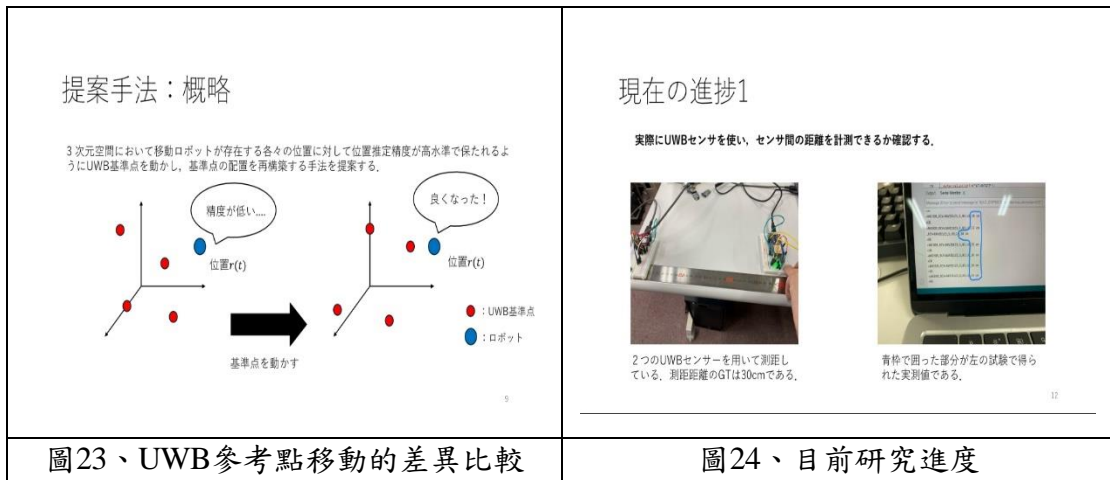 提案手法：概略
3次元空間において移動ロボットが存在する各々の位置に対して位置推定精度が高水準で保たれるよ
うにUWB基準点を動かし，基準点の配置を再構築する手法を提案する．
精度が低い....
位置r(t)
良くなった！
位置r(t)
基準点を動かす
：UWB基準点
：ロボット
9
現在の進捗1
実際にUWBセンサを使い，センサ間の距離を計測できるか確認する．
２つのUWBセンサーを用いて測距し
ている．測距距離のGTは30cmである．
青枠で囲った部分が左の試験で得ら
れた実測値である．
12
圖23、UWB參考點移動的差異比較
圖24、目前研究進度